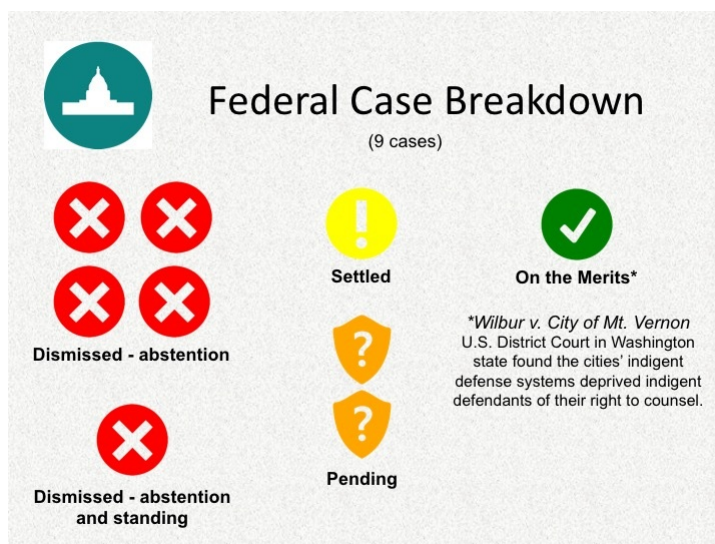 Federal Case Breakdown
(9 cases)
Dismissed - abstention
Dismissed - abstention
and standing
Settled
?
?
Pending
On the Merits*
*Wilbur v. City of Mt. Vernon
U.S. District Court in Washington
state found the cities’ indigent
defense systems deprived indigent
defendants of their right to counsel.